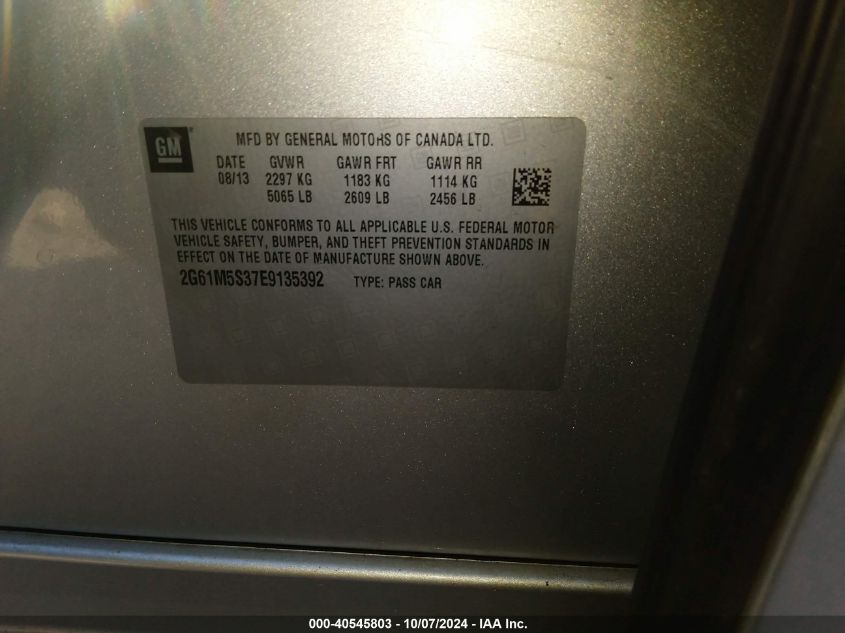 GM
MFD BY GENERAL MOTORS OF CANADA LTD.
DATE GVWR GAWR FRT GAWR RR
08/13 2297 KG 1183 KG 1114 KG
5065 LB 2609 LB 2456 LB
THIS VEHICLE CONFORMS TO ALL APPLICABLE U.S. FEDERAL MOTOR
VEHICLE SAFETY, BUMPER, AND THEFT PREVENTION STANDARDS IN
EFFECT ON THE DATE OF MANUFACTURE SHOWN ABOVE.
2G61M5S37E9135392 TYPE: PASS CAR
000-40545803 - 10/07/2024 - IAA Inc.